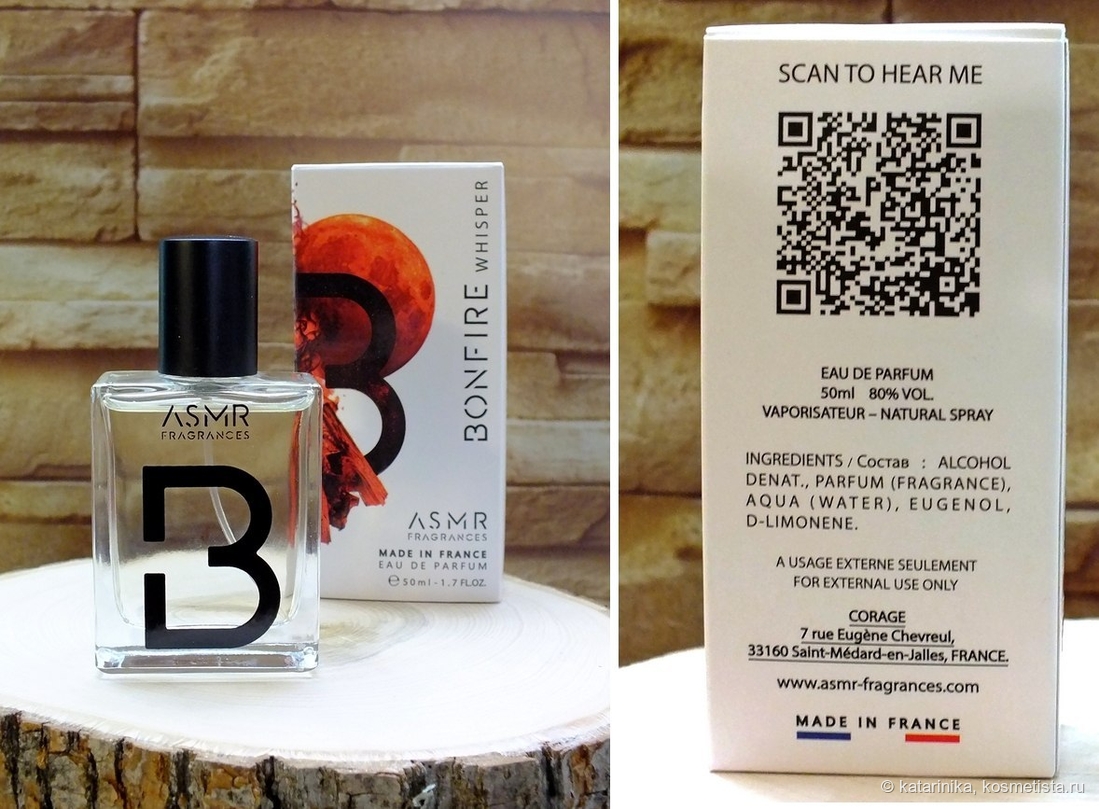 ASMR
FRAGRANCES
B
BONFIRE WHISPER
B
ASMR
FRAGRANCES
MADE IN FRANCE
EAU DE PARFUM
℮50ml - 1.7 FL.OZ.
SCAN TO HEAR ME
EAU DE PARFUM
50ml 80% VOL.
VAPORISATEUR – NATURAL SPRAY
INGREDIENTS / Состав : ALCOHOL
DENAT., PARFUM (FRAGRANCE),
AQUA (WATER), EUGENOL,
D-LIMONENE.
A USAGE EXTERNE SEULEMENT
FOR EXTERNAL USE ONLY
CORAGE
7 rue Eugène Chevreul,
33160 Saint-Médard-en-Jalles, FRANCE.
www.asmr-fragrances.com
MADE IN FRANCE
© katarinika, kosmetista.ru